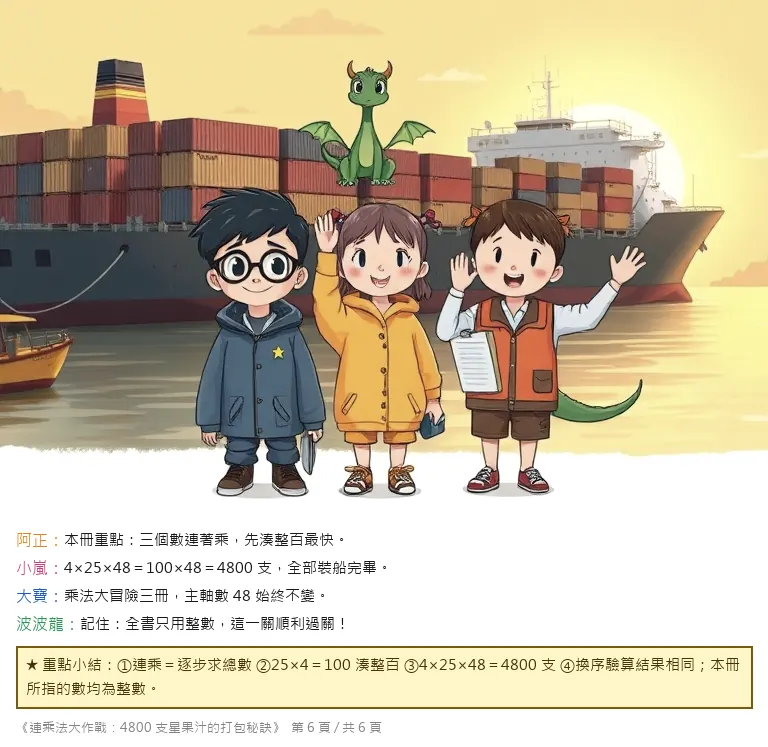 阿正：本冊重點：三個數連著乘，先湊整百最快。
小嵐：4×25×48＝100×48＝4800 支，全部裝船完畢。
大寶：乘法大冒險三冊，主軸數 48 始終不變。
波波龍：記住：全書只用整數，這一關順利過關！
★ 重點小結：①連乘＝逐步求總數 ②25×4＝100 湊整百 ③4×25×48＝4800 支 ④換序驗算結果相同；本冊
所指的數均為整數。
《連乘法大作戰：4800 支星果汁的打包秘訣》 第 6 頁 / 共 6 頁